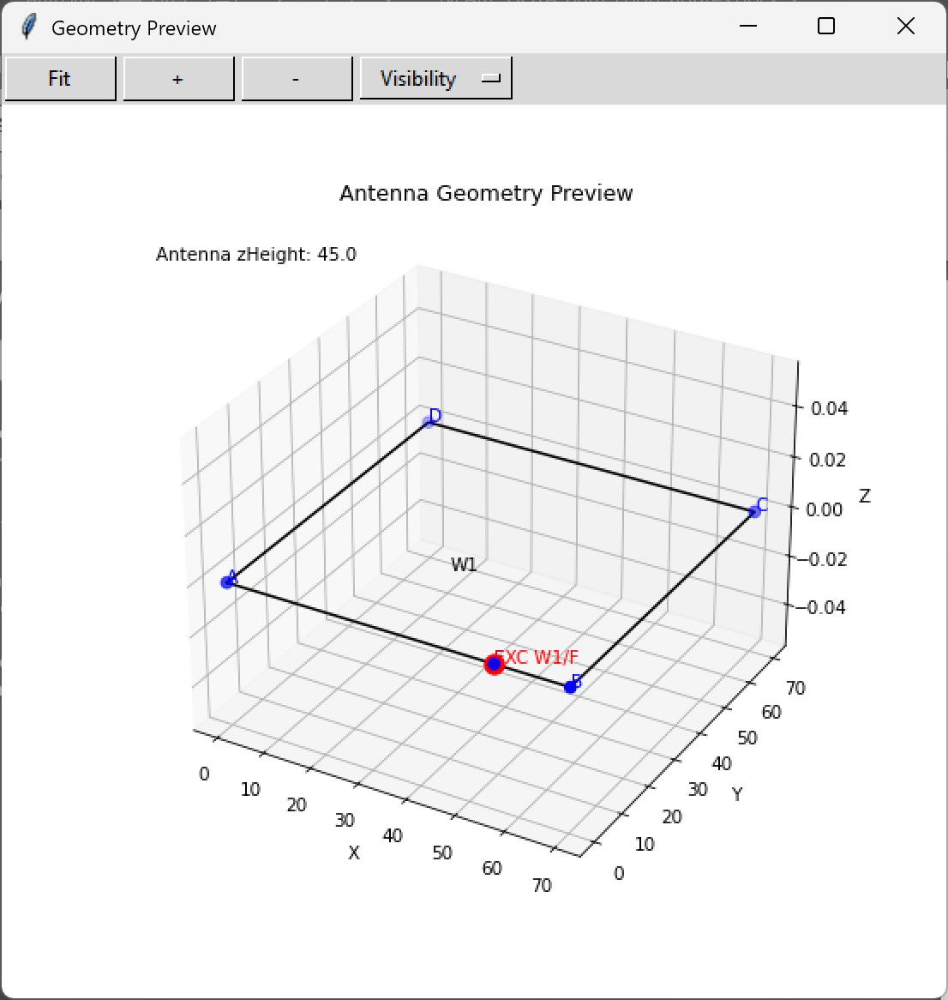 Geometry Preview
Fit + - Visibility
Antenna Geometry Preview
Antenna zHeight: 45.0
D
C
A
W1
EXC W1/F
B
0.04
0.02
0.00
−0.02
−0.04
Z
0
10
20
30
40
50
60
70
X
0
10
20
30
40
50
60
70
Y